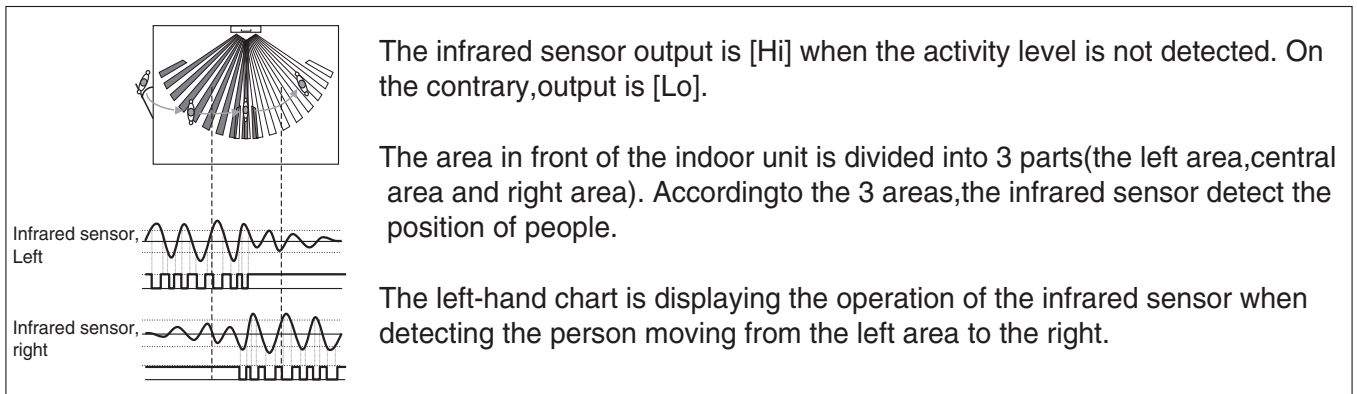 The infrared sensor output is [Hi] when the activity level is not detected. On
the contrary,output is [Lo].
The area in front of the indoor unit is divided into 3 parts(the left area,central
area and right area). Accordingto the 3 areas,the infrared sensor detect the
position of people.
The left-hand chart is displaying the operation of the infrared sensor when
detecting the person moving from the left area to the right.
Infrared sensor,
Left
Infrared sensor,
right